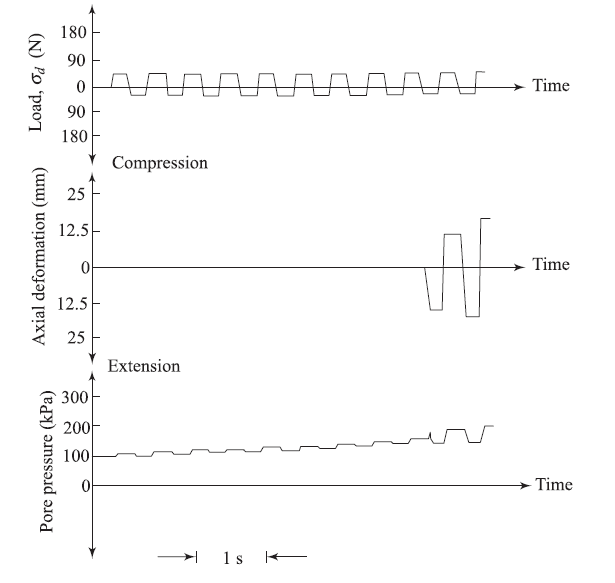 Load, σd (N)
180
90
0
90
180
Time
Compression
Axial deformation (mm)
25
12.5
0
12.5
25
Time
Extension
Pore pressure (kPa)
300
200
100
0
Time
1 s